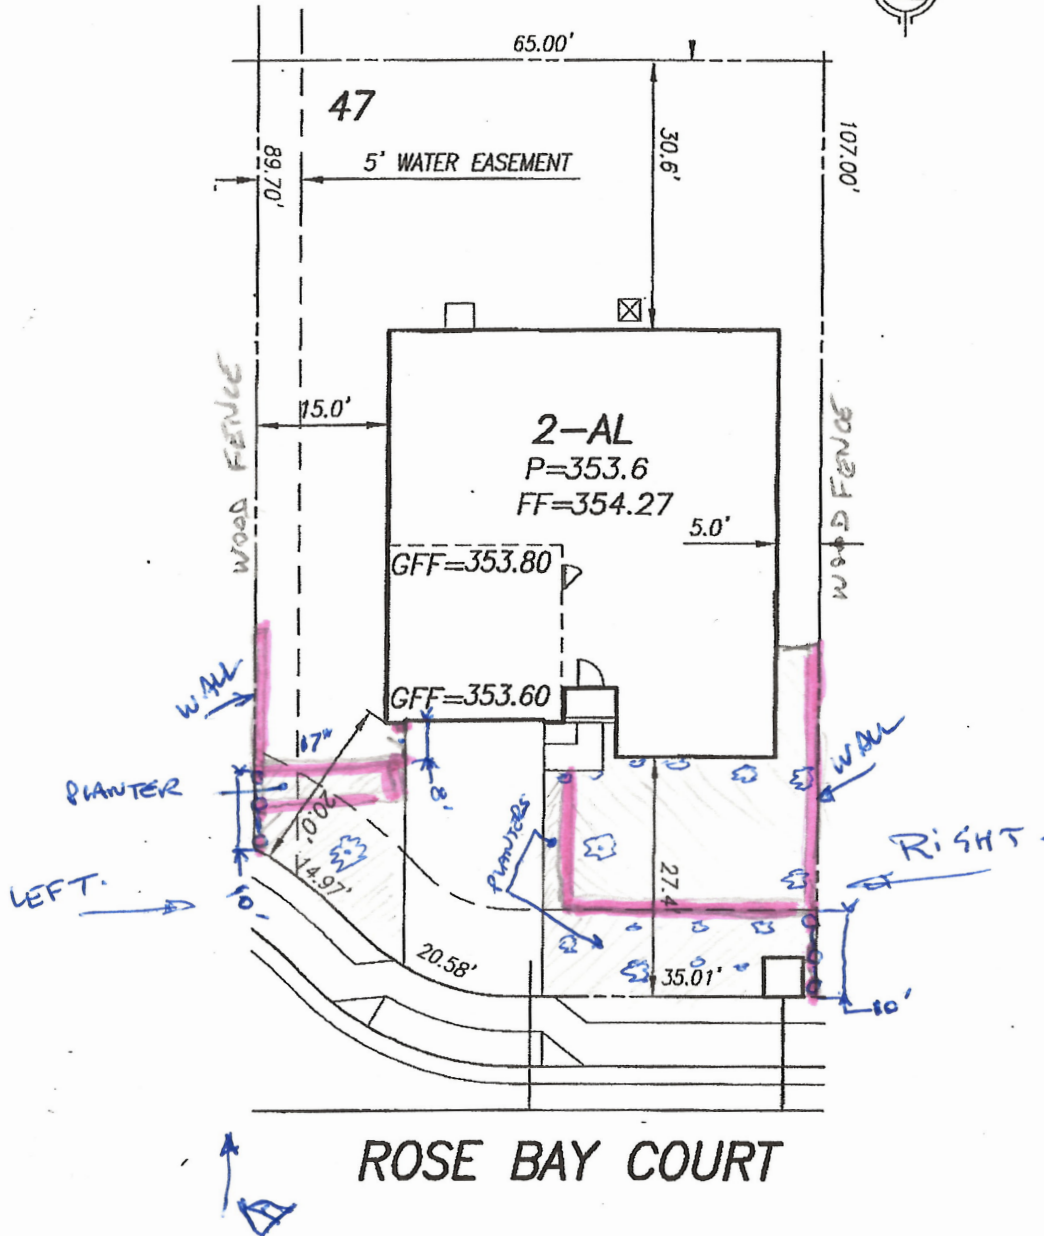 65.00'
47
30.6'
107.00'
89.70'
5' WATER EASEMENT
WOOD FENCE
15.0'
2-AL
P=353.6
FF=354.27
5.0'
WOOD FENCE
GFF=353.80
GFF=353.60
WALL
17"
8'
PLANTER
20.0'
14.97'
WALL
PLANTERS
RIGHT
27.4
LEFT
20.58'
35.01'
10'
ROSE BAY COURT